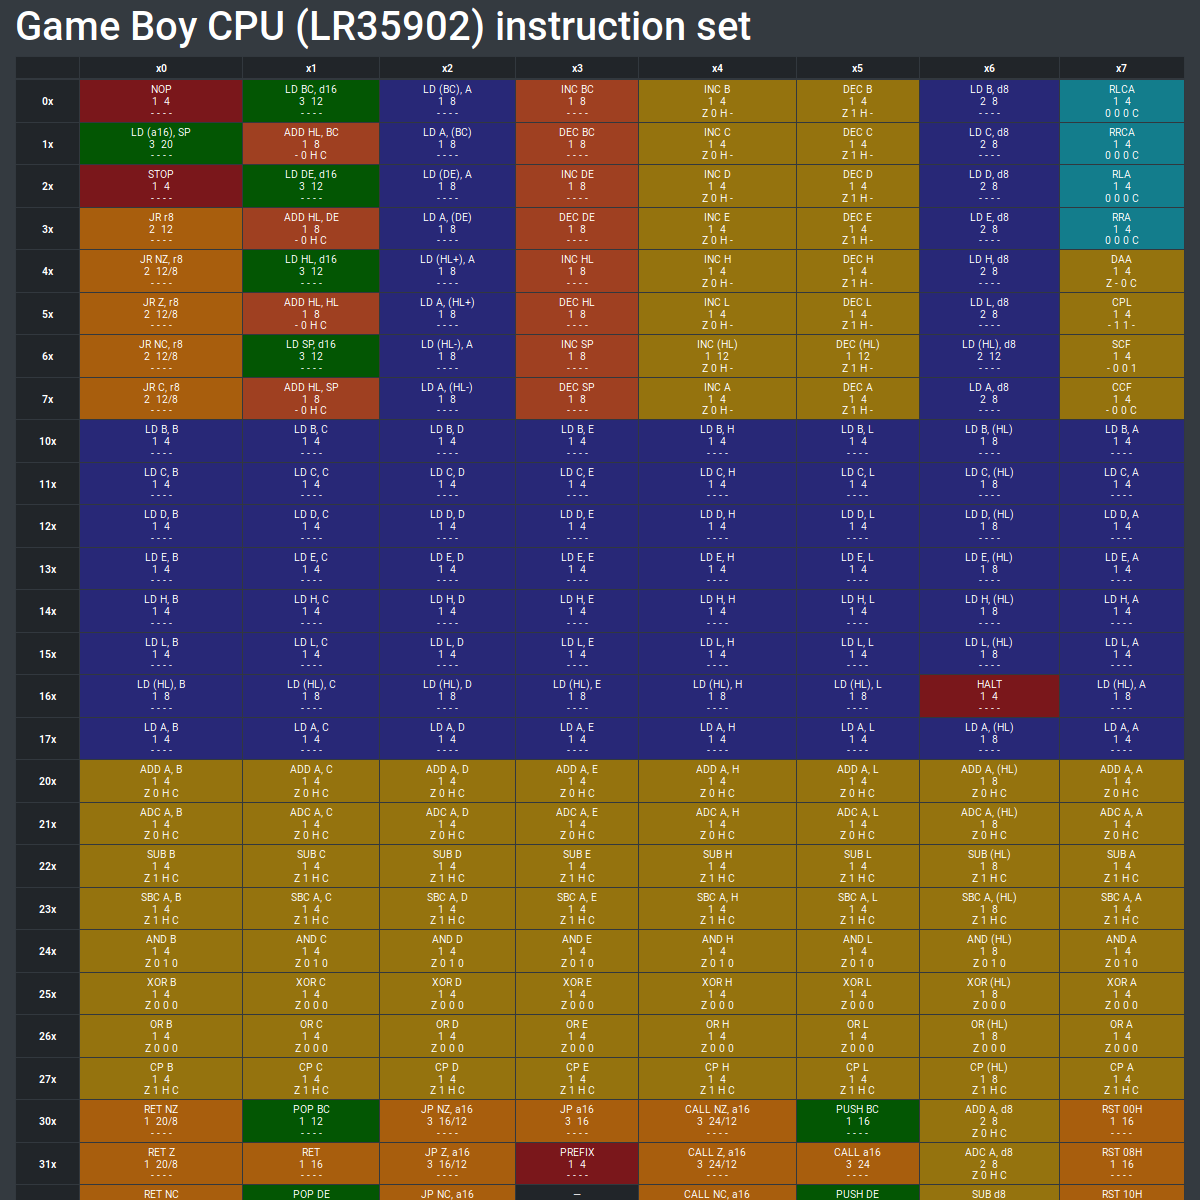 Game Boy CPU (LR35902) instruction set
x0 x1 x2 x3 x4 x5 x6 x7
NOP LD BC, d16 LD (BC), A INC BC INC B DEC B LD B, d8 RLCA
0x 1 4 3 12 1 8 1 8 1 4 1 4 2 8 1 4
- - - - - - - - - - - - - - - - Z 0 H - Z 1 H - - - - - 0 0 0 C
LD (a16), SP ADD HL, BC LD A, (BC) DEC BC INC C DEC C LD C, d8 RRCA
1x 3 20 1 8 1 8 1 8 1 4 1 4 2 8 1 4
- - - - - 0 H C - - - - - - - - Z 0 H - Z 1 H - - - - - 0 0 0 C
STOP LD DE, d16 LD (DE), A INC DE INC D DEC D LD D, d8 RLA
2x 1 4 3 12 1 8 1 8 1 4 1 4 2 8 1 4
- - - - - - - - - - - - - - - - Z 0 H - Z 1 H - - - - - 0 0 0 C
JR r8 ADD HL, DE LD A, (DE) DEC DE INC E DEC E LD E, d8 RRA
3x 2 12 1 8 1 8 1 8 1 4 1 4 2 8 1 4
- - - - - 0 H C - - - - - - - - Z 0 H - Z 1 H - - - - - 0 0 0 C
JR NZ, r8 LD HL, d16 LD (HL+), A INC HL INC H DEC H LD H, d8 DAA
4x 2 12/8 3 12 1 8 1 8 1 4 1 4 2 8 1 4
- - - - - - - - - - - - - - - - Z 0 H - Z 1 H - - - - - Z - 0 C
JR Z, r8 ADD HL, HL LD A, (HL+) DEC HL INC L DEC L LD L, d8 CPL
5x 2 12/8 1 8 1 8 1 8 1 4 1 4 2 8 1 4
- - - - - 0 H C - - - - - - - - Z 0 H - Z 1 H - - - - - - 1 1 -
JR NC, r8 LD SP, d16 LD (HL-), A INC SP INC (HL) DEC (HL) LD (HL), d8 SCF
6x 2 12/8 3 12 1 8 1 8 1 12 1 12 2 12 1 4
- - - - - - - - - - - - - - - - Z 0 H - Z 1 H - - - - - - 0 0 1
JR C, r8 ADD HL, SP LD A, (HL-) DEC SP INC A DEC A LD A, d8 CCF
7x 2 12/8 1 8 1 8 1 8 1 4 1 4 2 8 1 4
- - - - - 0 H C - - - - - - - - Z 0 H - Z 1 H - - - - - - 0 0 C
LD B, B LD B, C LD B, D LD B, E LD B, H LD B, L LD B, (HL) LD B, A
10x 1 4 1 4 1 4 1 4 1 4 1 4 1 8 1 4
- - - - - - - - - - - - - - - - - - - - - - - - - - - - - - - -
LD C, B LD C, C LD C, D LD C, E LD C, H LD C, L LD C, (HL) LD C, A
11x 1 4 1 4 1 4 1 4 1 4 1 4 1 8 1 4
- - - - - - - - - - - - - - - - - - - - - - - - - - - - - - - -
LD D, B LD D, C LD D, D LD D, E LD D, H LD D, L LD D, (HL) LD D, A
12x 1 4 1 4 1 4 1 4 1 4 1 4 1 8 1 4
- - - - - - - - - - - - - - - - - - - - - - - - - - - - - - - -
LD E, B LD E, C LD E, D LD E, E LD E, H LD E, L LD E, (HL) LD E, A
13x 1 4 1 4 1 4 1 4 1 4 1 4 1 8 1 4
- - - - - - - - - - - - - - - - - - - - - - - - - - - - - - - -
LD H, B LD H, C LD H, D LD H, E LD H, H LD H, L LD H, (HL) LD H, A
14x 1 4 1 4 1 4 1 4 1 4 1 4 1 8 1 4
- - - - - - - - - - - - - - - - - - - - - - - - - - - - - - - -
LD L, B LD L, C LD L, D LD L, E LD L, H LD L, L LD L, (HL) LD L, A
15x 1 4 1 4 1 4 1 4 1 4 1 4 1 8 1 4
- - - - - - - - - - - - - - - - - - - - - - - - - - - - - - - -
LD (HL), B LD (HL), C LD (HL), D LD (HL), E LD (HL), H LD (HL), L HALT LD (HL), A
16x 1 8 1 8 1 8 1 8 1 8 1 8 1 4 1 8
- - - - - - - - - - - - - - - - - - - - - - - - - - - - - - - -
LD A, B LD A, C LD A, D LD A, E LD A, H LD A, L LD A, (HL) LD A, A
17x 1 4 1 4 1 4 1 4 1 4 1 4 1 8 1 4
- - - - - - - - - - - - - - - - - - - - - - - - - - - - - - - -
ADD A, B ADD A, C ADD A, D ADD A, E ADD A, H ADD A, L ADD A, (HL) ADD A, A
20x 1 4 1 4 1 4 1 4 1 4 1 4 1 8 1 4
Z 0 H C Z 0 H C Z 0 H C Z 0 H C Z 0 H C Z 0 H C Z 0 H C Z 0 H C
ADC A, B ADC A, C ADC A, D ADC A, E ADC A, H ADC A, L ADC A, (HL) ADC A, A
21x 1 4 1 4 1 4 1 4 1 4 1 4 1 8 1 4
Z 0 H C Z 0 H C Z 0 H C Z 0 H C Z 0 H C Z 0 H C Z 0 H C Z 0 H C
SUB B SUB C SUB D SUB E SUB H SUB L SUB (HL) SUB A
22x 1 4 1 4 1 4 1 4 1 4 1 4 1 8 1 4
Z 1 H C Z 1 H C Z 1 H C Z 1 H C Z 1 H C Z 1 H C Z 1 H C Z 1 H C
SBC A, B SBC A, C SBC A, D SBC A, E SBC A, H SBC A, L SBC A, (HL) SBC A, A
23x 1 4 1 4 1 4 1 4 1 4 1 4 1 8 1 4
Z 1 H C Z 1 H C Z 1 H C Z 1 H C Z 1 H C Z 1 H C Z 1 H C Z 1 H C
AND B AND C AND D AND E AND H AND L AND (HL) AND A
24x 1 4 1 4 1 4 1 4 1 4 1 4 1 8 1 4
Z 0 1 0 Z 0 1 0 Z 0 1 0 Z 0 1 0 Z 0 1 0 Z 0 1 0 Z 0 1 0 Z 0 1 0
XOR B XOR C XOR D XOR E XOR H XOR L XOR (HL) XOR A
25x 1 4 1 4 1 4 1 4 1 4 1 4 1 8 1 4
Z 0 0 0 Z 0 0 0 Z 0 0 0 Z 0 0 0 Z 0 0 0 Z 0 0 0 Z 0 0 0 Z 0 0 0
OR B OR C OR D OR E OR H OR L OR (HL) OR A
26x 1 4 1 4 1 4 1 4 1 4 1 4 1 8 1 4
Z 0 0 0 Z 0 0 0 Z 0 0 0 Z 0 0 0 Z 0 0 0 Z 0 0 0 Z 0 0 0 Z 0 0 0
CP B CP C CP D CP E CP H CP L CP (HL) CP A
27x 1 4 1 4 1 4 1 4 1 4 1 4 1 8 1 4
Z 1 H C Z 1 H C Z 1 H C Z 1 H C Z 1 H C Z 1 H C Z 1 H C Z 1 H C
RET NZ POP BC JP NZ, a16 JP a16 CALL NZ, a16 PUSH BC ADD A, d8 RST 00H
30x 1 20/8 1 12 3 16/12 3 16 3 24/12 1 16 2 8 1 16
- - - - - - - - - - - - - - - - - - - - - - - - Z 0 H C - - - -
RET Z RET JP Z, a16 PREFIX CALL Z, a16 CALL a16 ADC A, d8 RST 08H
31x 1 20/8 1 16 3 16/12 1 4 3 24/12 3 24 2 8 1 16
- - - - - - - - - - - - - - - - - - - - - - - - Z 0 H C - - - -
RET NC POP DE JP NC, a16 — CALL NC, a16 PUSH DE SUB d8 RST 10H